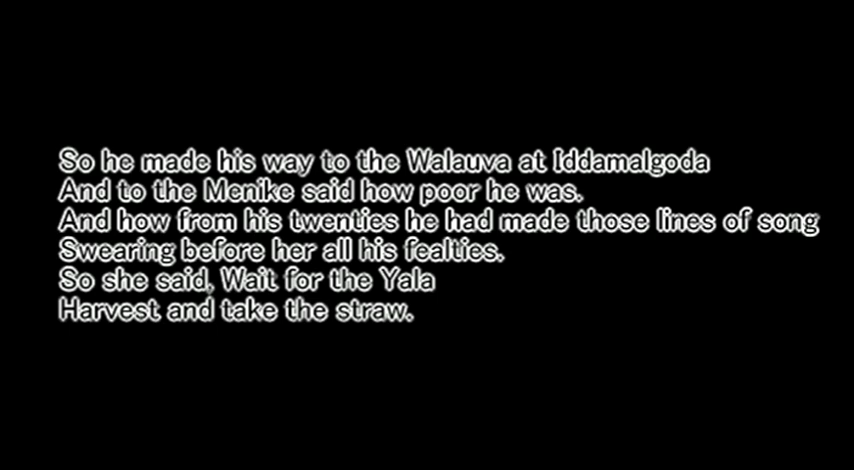 So he made his way to the Walauva at Iddamalgoda
And to the Menike said how poor he was.
And how from his twenties he had made those lines of song
Swearing before her all his fealties.
So she said, Wait for the Yala
Harvest and take the straw.